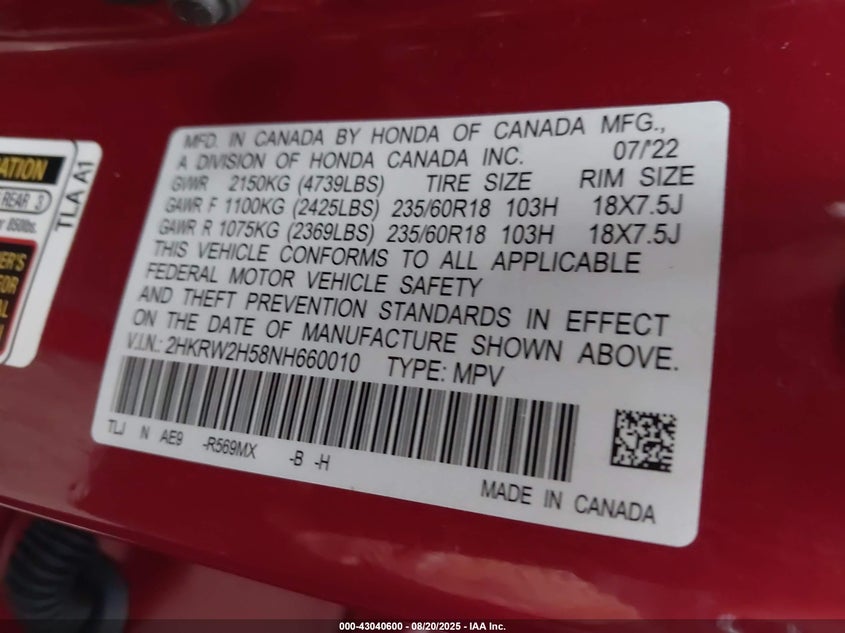 MFD. IN CANADA BY HONDA OF CANADA MFG.,
A DIVISION OF HONDA CANADA INC. 07/'22
GVWR 2150KG (4739LBS) TIRE SIZE RIM SIZE
GAWR F 1100KG (2425LBS) 235/60R18 103H 18X7.5J
GAWR R 1075KG (2369LBS) 235/60R18 103H 18X7.5J
THIS VEHICLE CONFORMS TO ALL APPLICABLE
FEDERAL MOTOR VEHICLE SAFETY
AND THEFT PREVENTION STANDARDS IN EFFECT
ON THE DATE OF MANUFACTURE SHOWN ABOVE.
V.I.N.: 2HKRW2H58NH660010 TYPE: MPV
TLJ N AE9 -R569MX -B -H
MADE IN CANADA
REAR 3
850lbs.
TLA A1
FOR
000-43040600 - 08/20/2025 - IAA Inc.